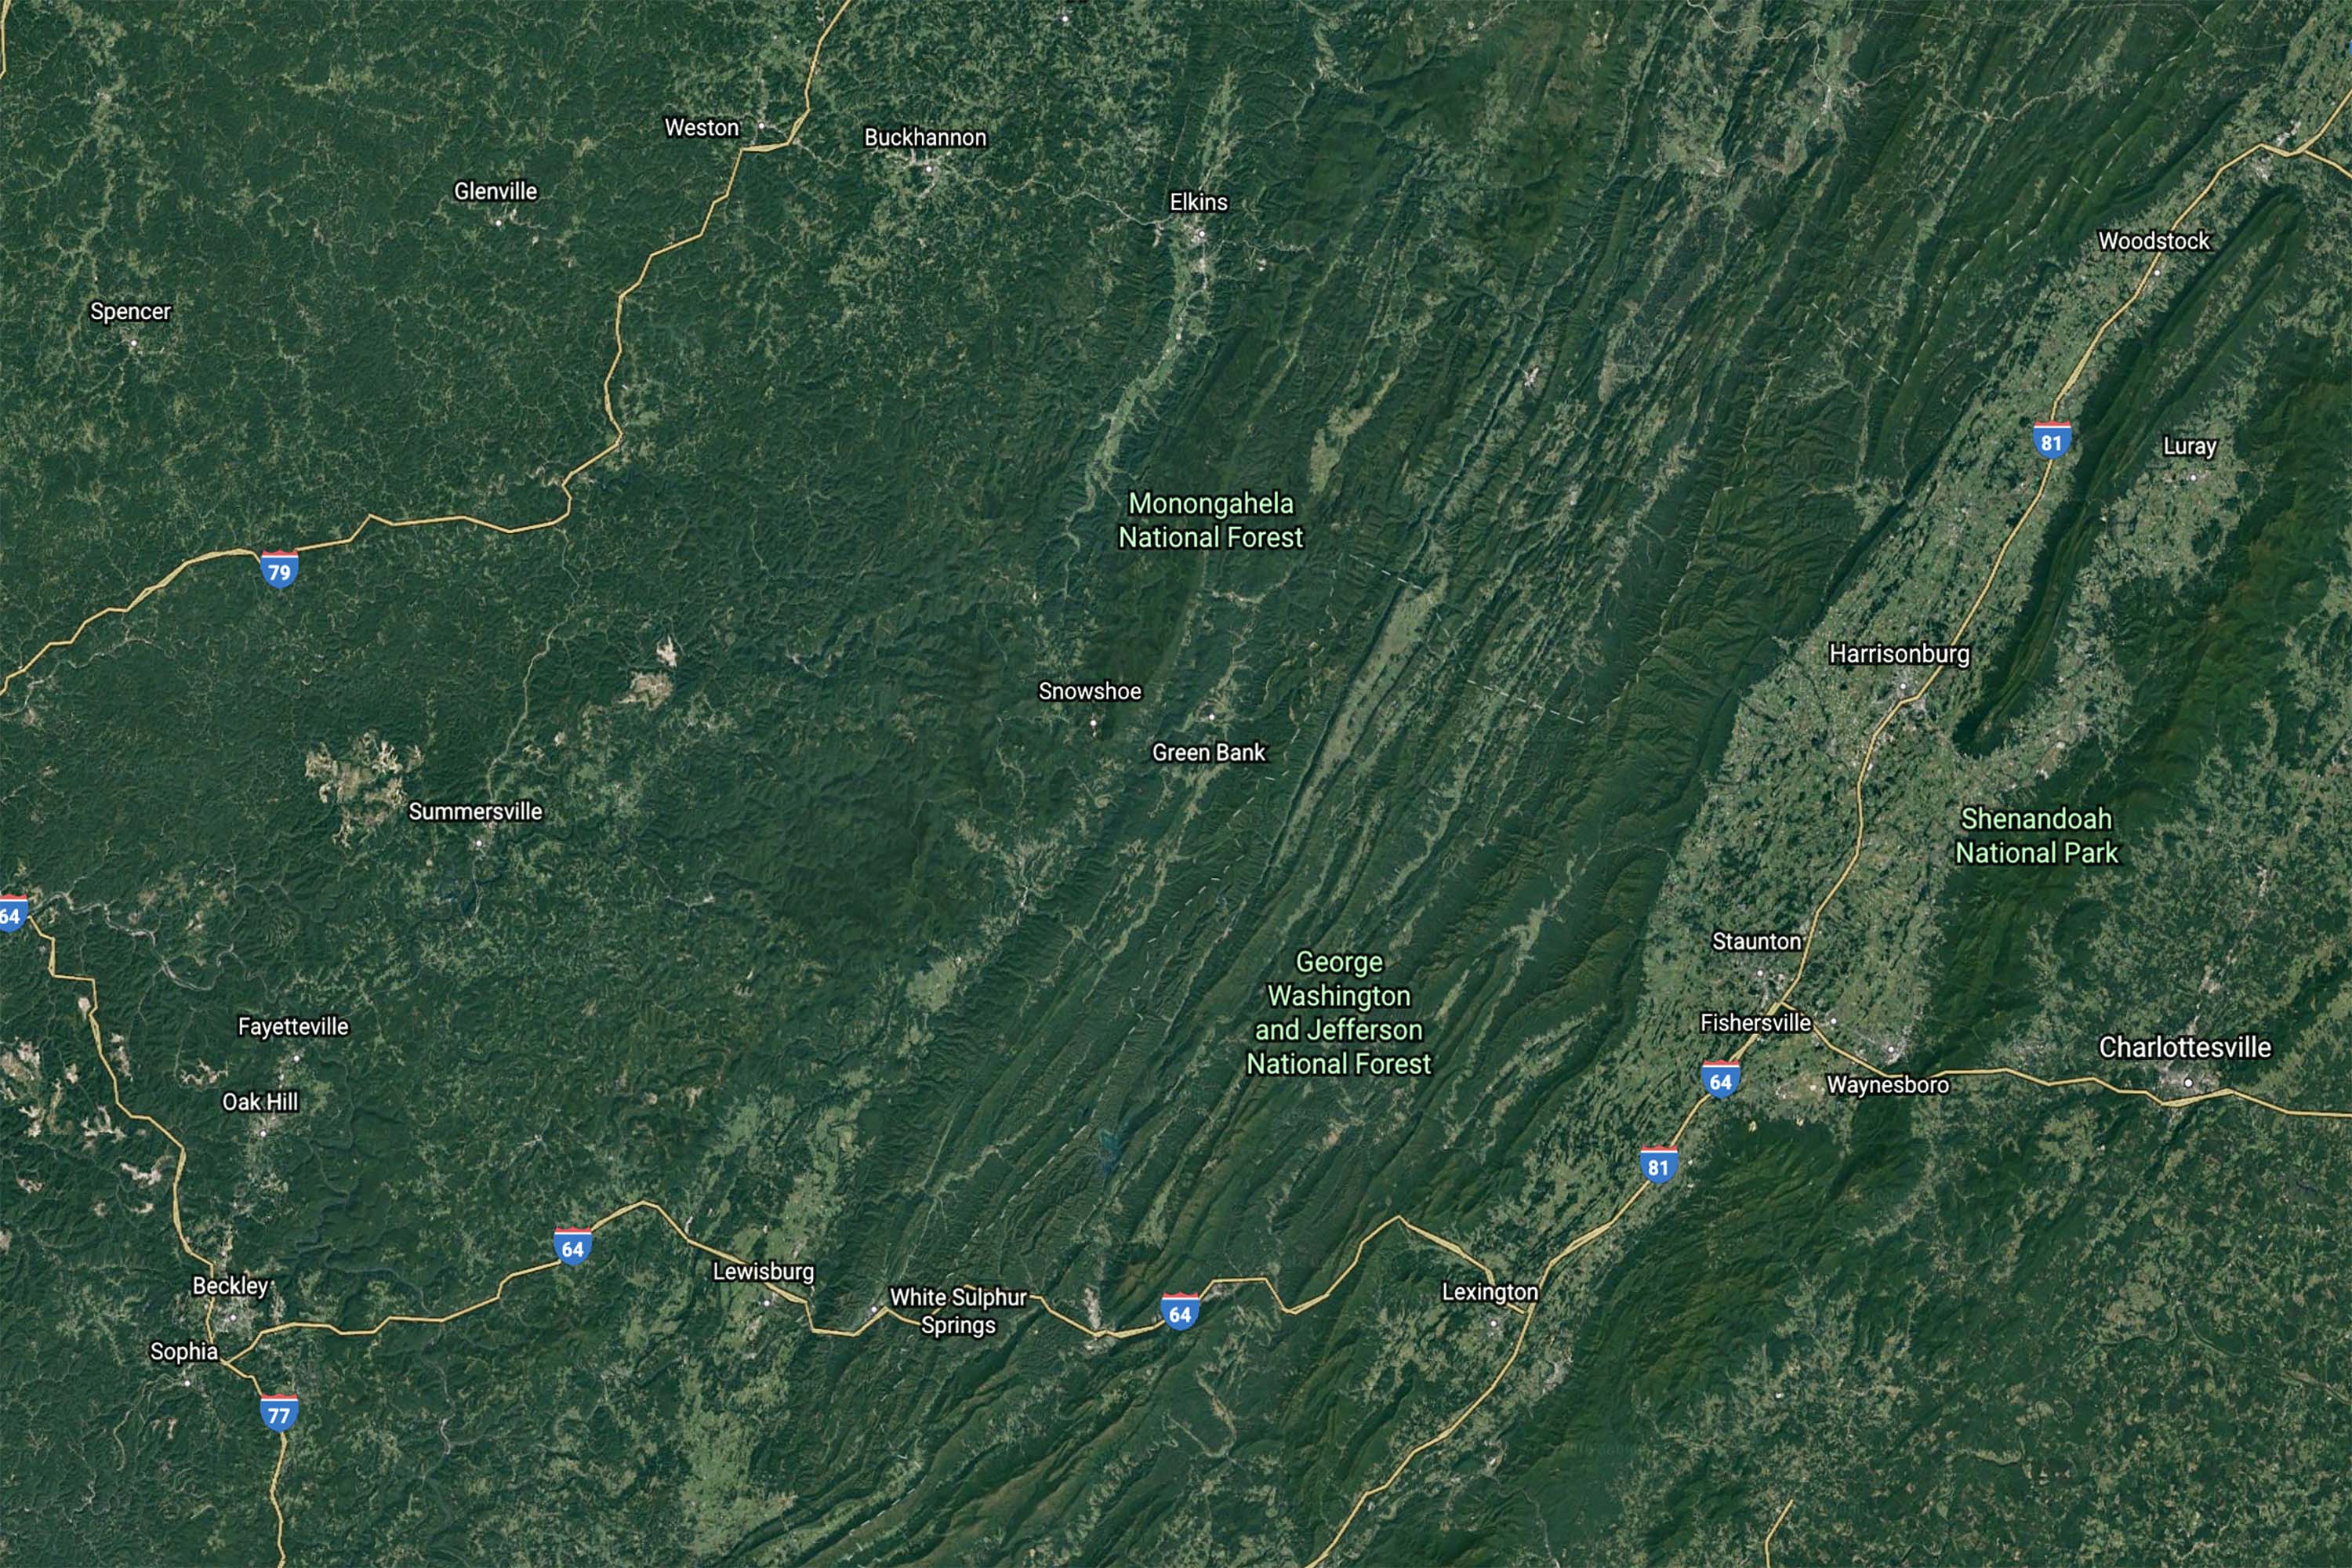 Weston
Buckhannon
Glenville
Elkins
Woodstock
Spencer
81
Luray
Monongahela
National Forest
79
Harrisonburg
Snowshoe
Green Bank
Summersville
Shenandoah
National Park
64
Staunton
George
Washington
and Jefferson
National Forest
Fishersville
Fayetteville
Charlottesville
64
Waynesboro
Oak Hill
81
64
Lewisburg
Beckley
White Sulphur
Springs
64
Lexington
Sophia
77